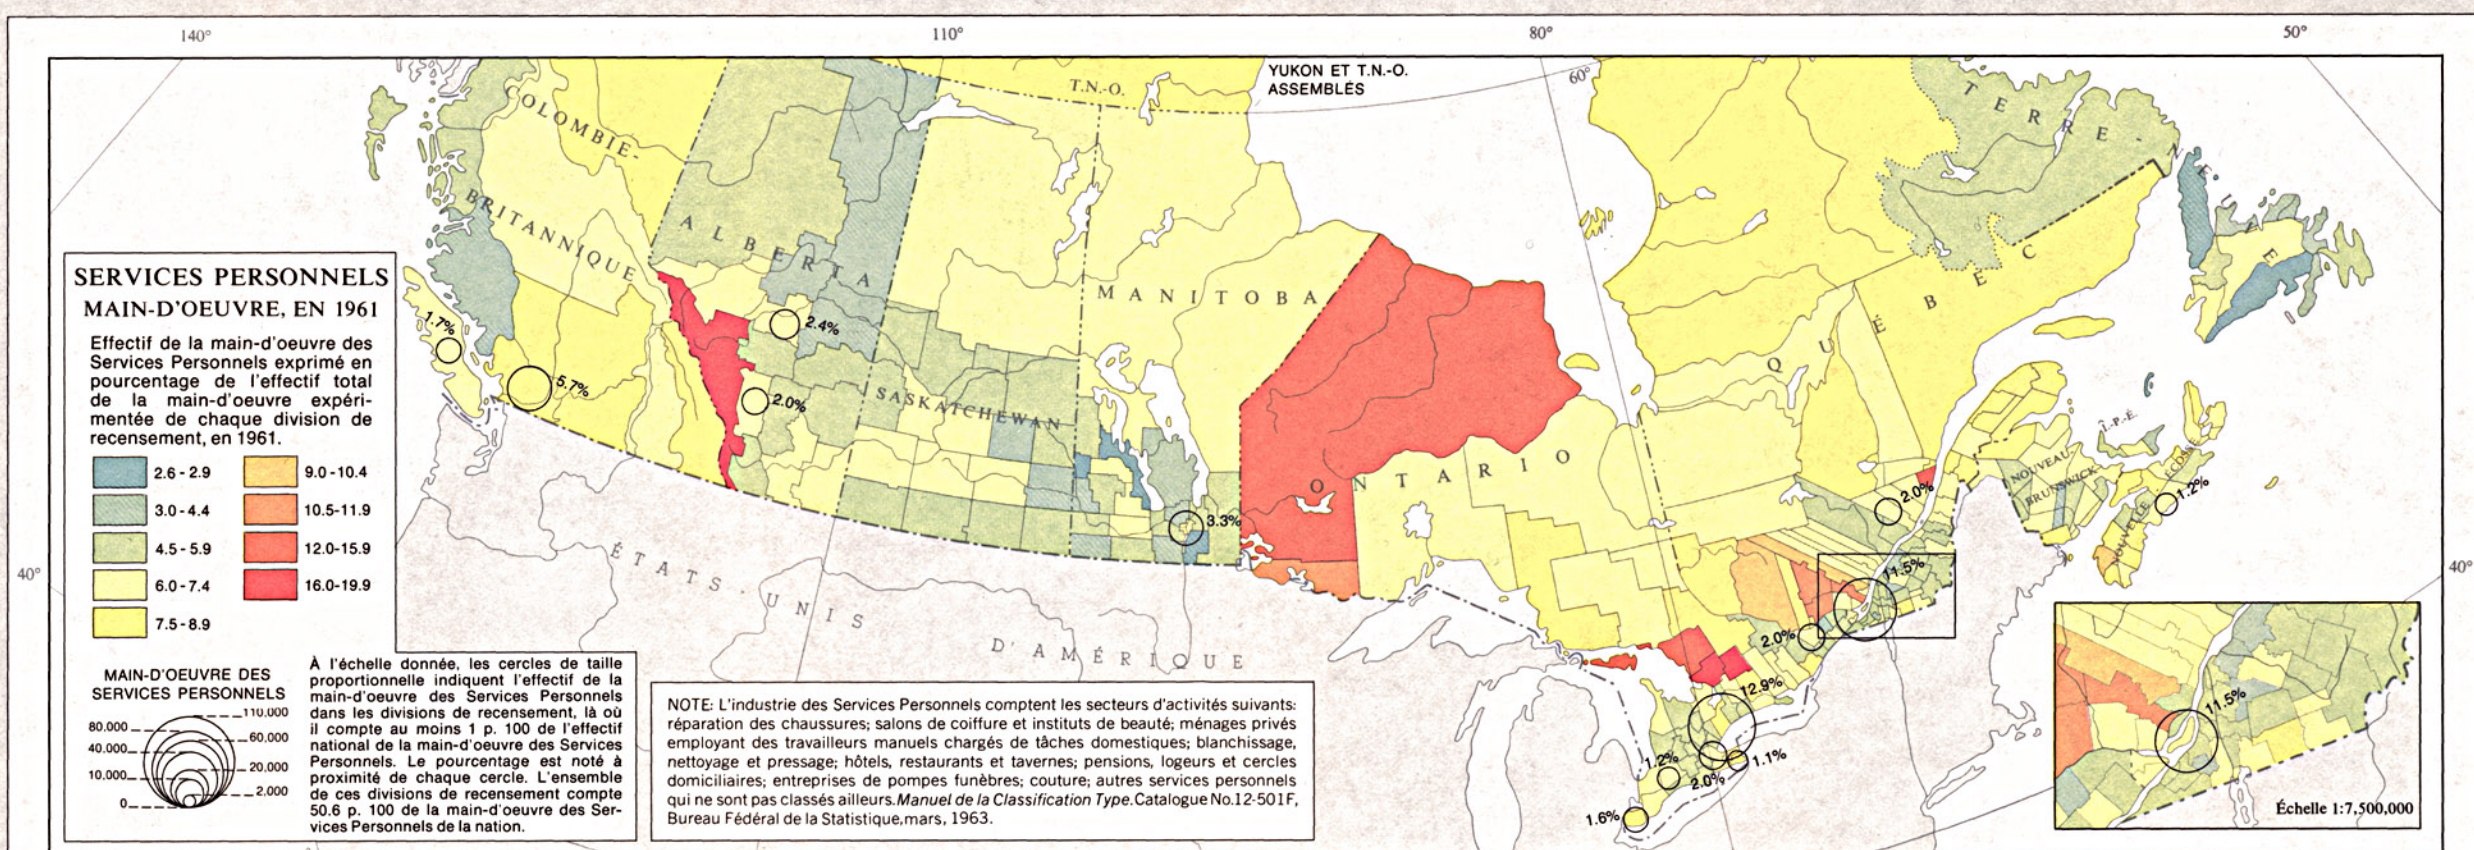 140°
110°
80°
50°
60°
40°
40°
YUKON ET T.N.-O.
ASSEMBLÉS
T.N.-O.
COLOMBIE-
BRITANNIQUE
ALBERTA
SASKATCHEWAN
MANITOBA
ONTARIO
QUÉBEC
TERRE-NEUVE
Î.-P.-É.
NOUVEAU-
BRUNSWICK
NOUVELLE
ÉCOSSE
ÉTATS-UNIS D'AMÉRIQUE
1.7%
5.7%
2.4%
2.0%
3.3%
2.0%
11.5%
2.0%
12.9%
1.2%
2.0%
1.1%
1.6%
1.2%
SERVICES PERSONNELS
MAIN-D'OEUVRE, EN 1961
Effectif de la main-d'oeuvre des
Services Personnels exprimé en
pourcentage de l'effectif total
de la main-d'oeuvre expéri-
mentée de chaque division de
recensement, en 1961.
2.6 - 2.9
3.0 - 4.4
4.5 - 5.9
6.0 - 7.4
7.5 - 8.9
9.0 - 10.4
10.5 - 11.9
12.0 - 15.9
16.0 - 19.9
MAIN-D'OEUVRE DES
SERVICES PERSONNELS
110,000
80.000
60,000
40.000
20,000
10.000
2,000
0
À l'échelle donnée, les cercles de taille
proportionnelle indiquent l'effectif de la
main-d'oeuvre des Services Personnels
dans les divisions de recensement, là où
il compte au moins 1 p. 100 de l'effectif
national de la main-d'oeuvre des Services
Personnels. Le pourcentage est noté à
proximité de chaque cercle. L'ensemble
de ces divisions de recensement compte
50.6 p. 100 de la main-d'oeuvre des Ser-
vices Personnels de la nation.
NOTE: L'industrie des Services Personnels comptent les secteurs d'activités suivants:
réparation des chaussures; salons de coiffure et instituts de beauté; ménages privés
employant des travailleurs manuels chargés de tâches domestiques; blanchissage,
nettoyage et pressage; hôtels, restaurants et tavernes; pensions, logeurs et cercles
domiciliaires; entreprises de pompes funèbres; couture; autres services personnels
qui ne sont pas classés ailleurs. Manuel de la Classification Type. Catalogue No. 12-501F,
Bureau Fédéral de la Statistique, mars, 1963.
11.5%
Échelle 1:7,500,000